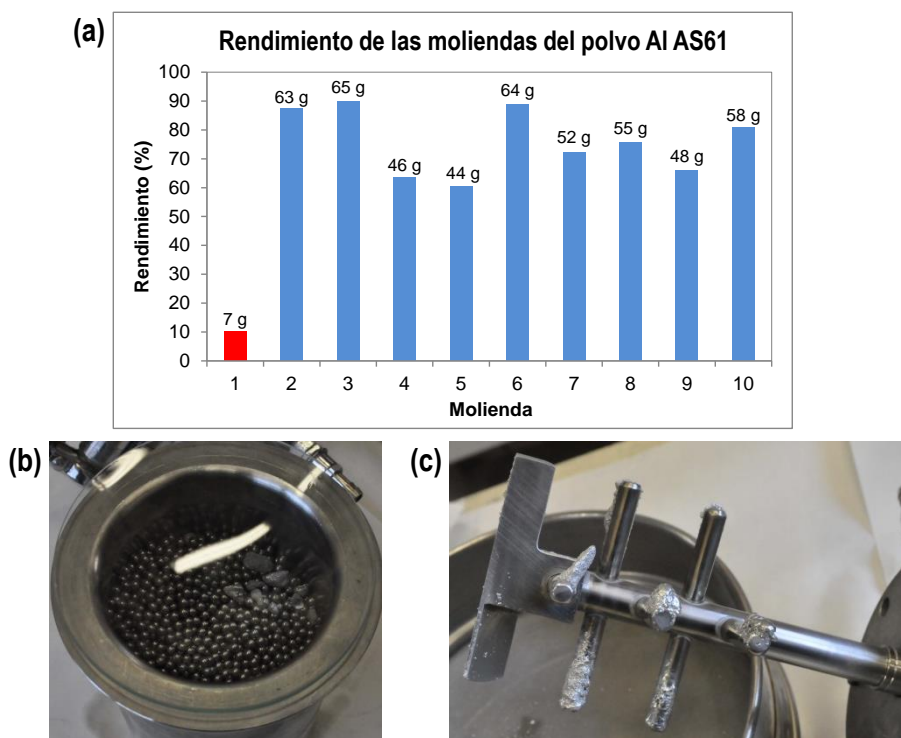 (a)
Rendimiento de las moliendas del polvo Al AS61
Rendimiento (%)
100
90
80
70
60
50
40
30
20
10
0
7 g
63 g
65 g
46 g
44 g
64 g
52 g
55 g
48 g
58 g
1 2 3 4 5 6 7 8 9 10
Molienda
(b)
(c)